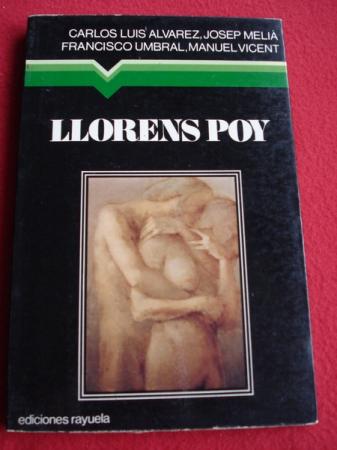 CARLOS LUIS ALVAREZ, JOSEP MELIÀ
FRANCISCO UMBRAL, MANUEL VICENT
LLORENS POY
ediciones rayuela